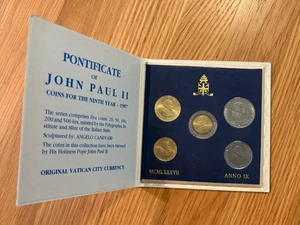 PONTIFICATE
OF
JOHN PAUL II
COINS FOR THE NINTH YEAR - 1987
The series comprises five coins 20, 50, 100,
200 and 500 lire, minted by the Polygraphic In-
stitute and Mint of the Italian State
Sculptured by ANGELO CANEVARI
The coins in this collection have been blessed
by His Holiness Pope John Paul II
ORIGINAL VATICAN CITY CURRENCY
MCMLXXXVII
ANNO IX